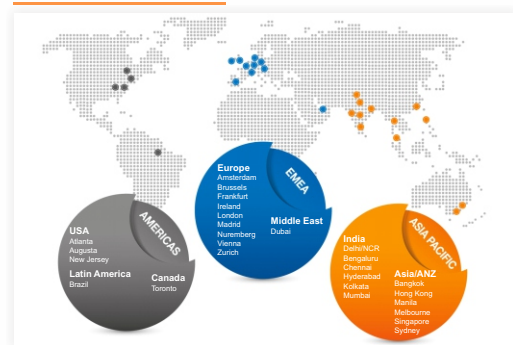 AMERICAS
USA
Atlanta
Augusta
New Jersey
Latin America
Brazil
Canada
Toronto
EMEA
Europe
Amsterdam
Brussels
Frankfurt
Ireland
London
Madrid
Nuremberg
Vienna
Zurich
Middle East
Dubai
ASIA PACIFIC
India
Delhi/NCR
Bengaluru
Chennai
Hyderabad
Kolkata
Mumbai
Asia/ANZ
Bangkok
Hong Kong
Manila
Melbourne
Singapore
Sydney